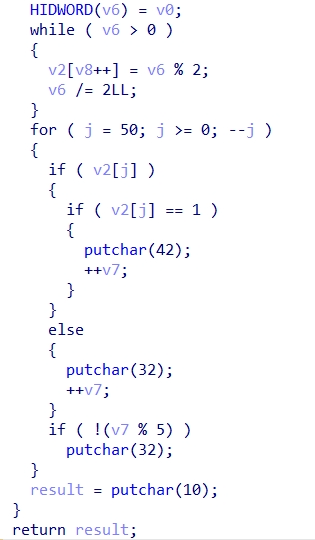 HIDWORD(v6) = v0;
while ( v6 > 0 )
{
v2[v8++] = v6 % 2;
v6 /= 2LL;
}
for ( j = 50; j >= 0; --j )
{
if ( v2[j] )
{
if ( v2[j] == 1 )
{
putchar(42);
++v7;
}
}
else
{
putchar(32);
++v7;
}
if ( !(v7 % 5) )
putchar(32);
}
result = putchar(10);
}
return result;